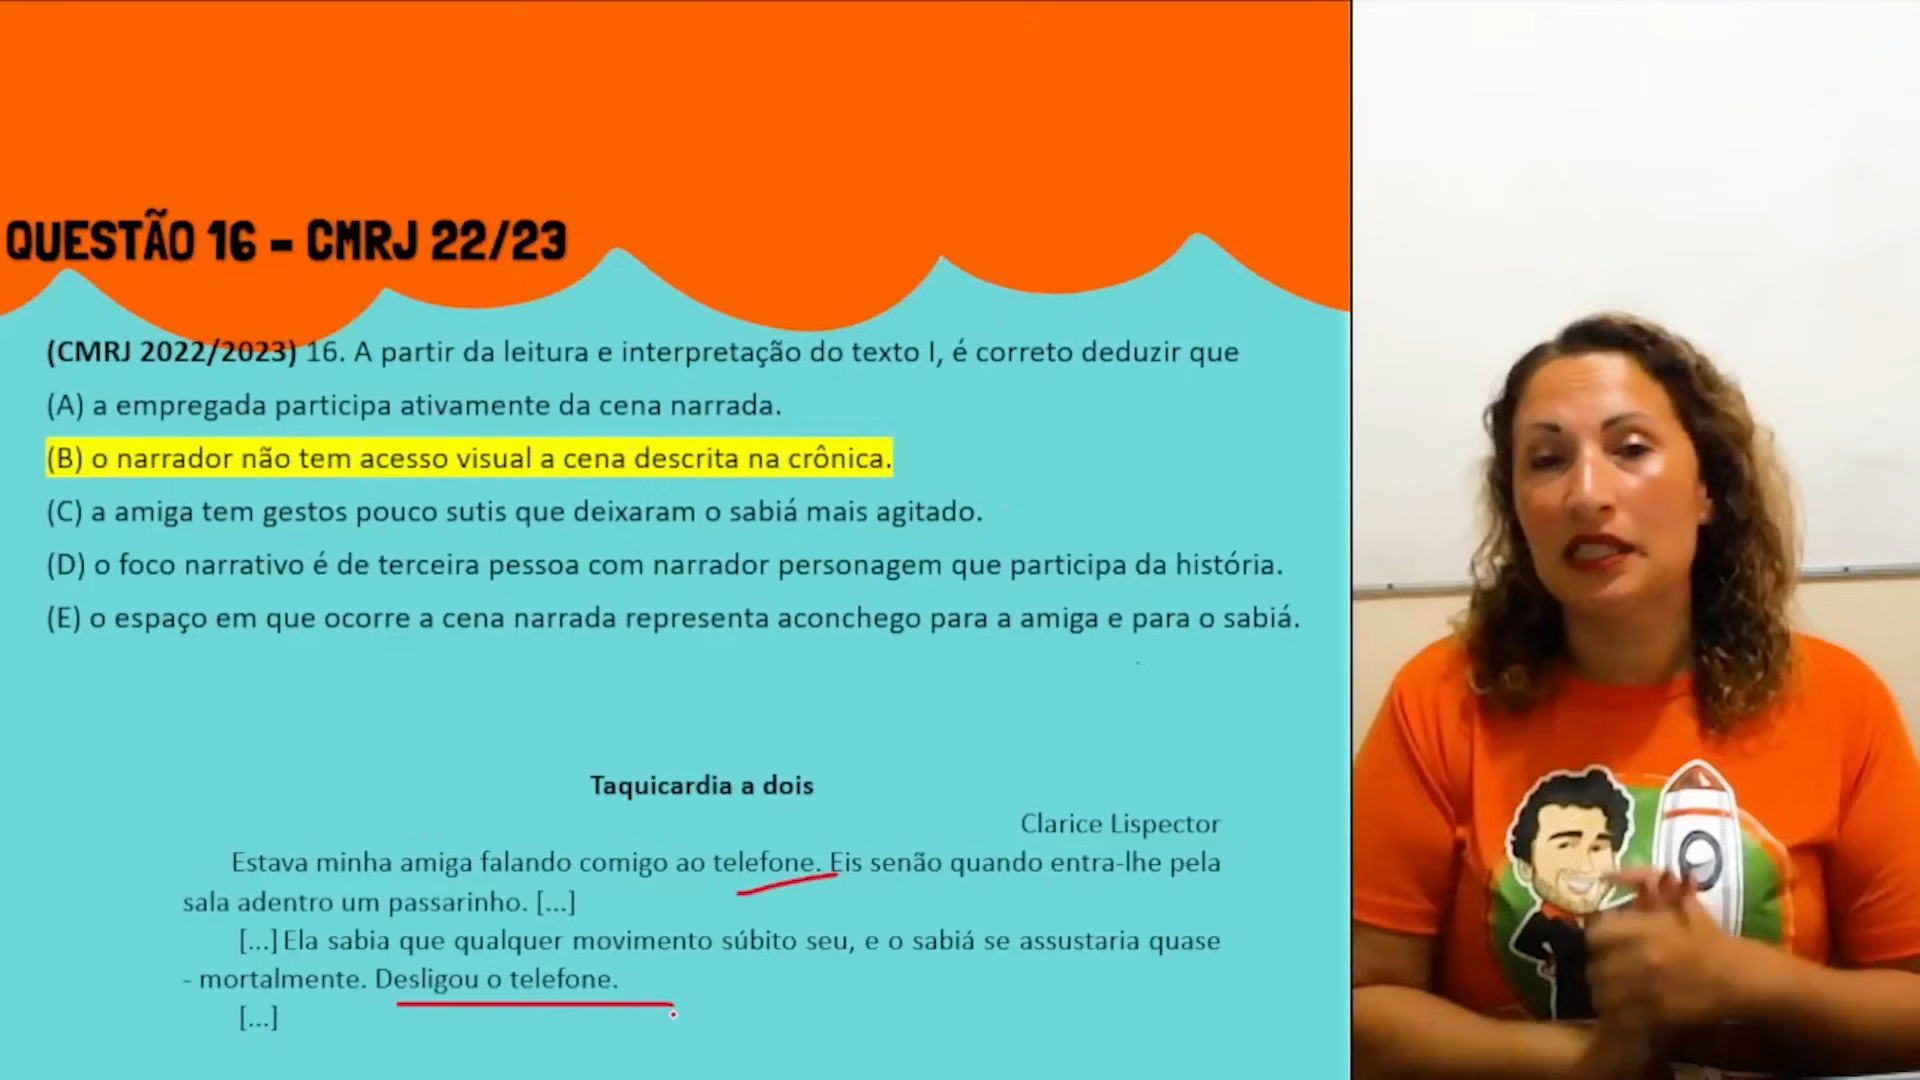 QUESTÃO 16 - CMRJ 22/23
(CMRJ 2022/2023) 16. A partir da leitura e interpretação do texto I, é correto deduzir que
(A) a empregada participa ativamente da cena narrada.
(B) o narrador não tem acesso visual a cena descrita na crônica.
(C) a amiga tem gestos pouco sutis que deixaram o sabiá mais agitado.
(D) o foco narrativo é de terceira pessoa com narrador personagem que participa da história.
(E) o espaço em que ocorre a cena narrada representa aconchego para a amiga e para o sabiá.
Taquicardia a dois
Clarice Lispector
Estava minha amiga falando comigo ao telefone. Eis senão quando entra-lhe pela
sala adentro um passarinho. [...]
[...] Ela sabia que qualquer movimento súbito seu, e o sabiá se assustaria quase
- mortalmente. Desligou o telefone.
[...]